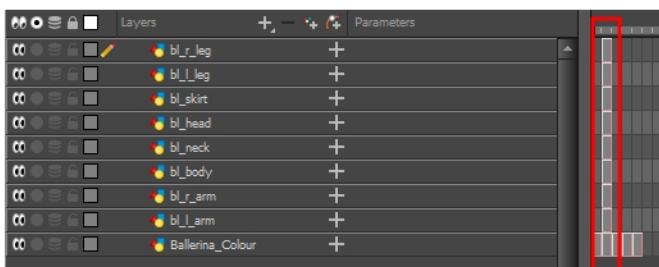 Layers Parameters
bl_r_leg
bl_l_leg
bl_skirt
bl_head
bl_neck
bl_body
bl_r_arm
bl_l_arm
Ballerina_Colour